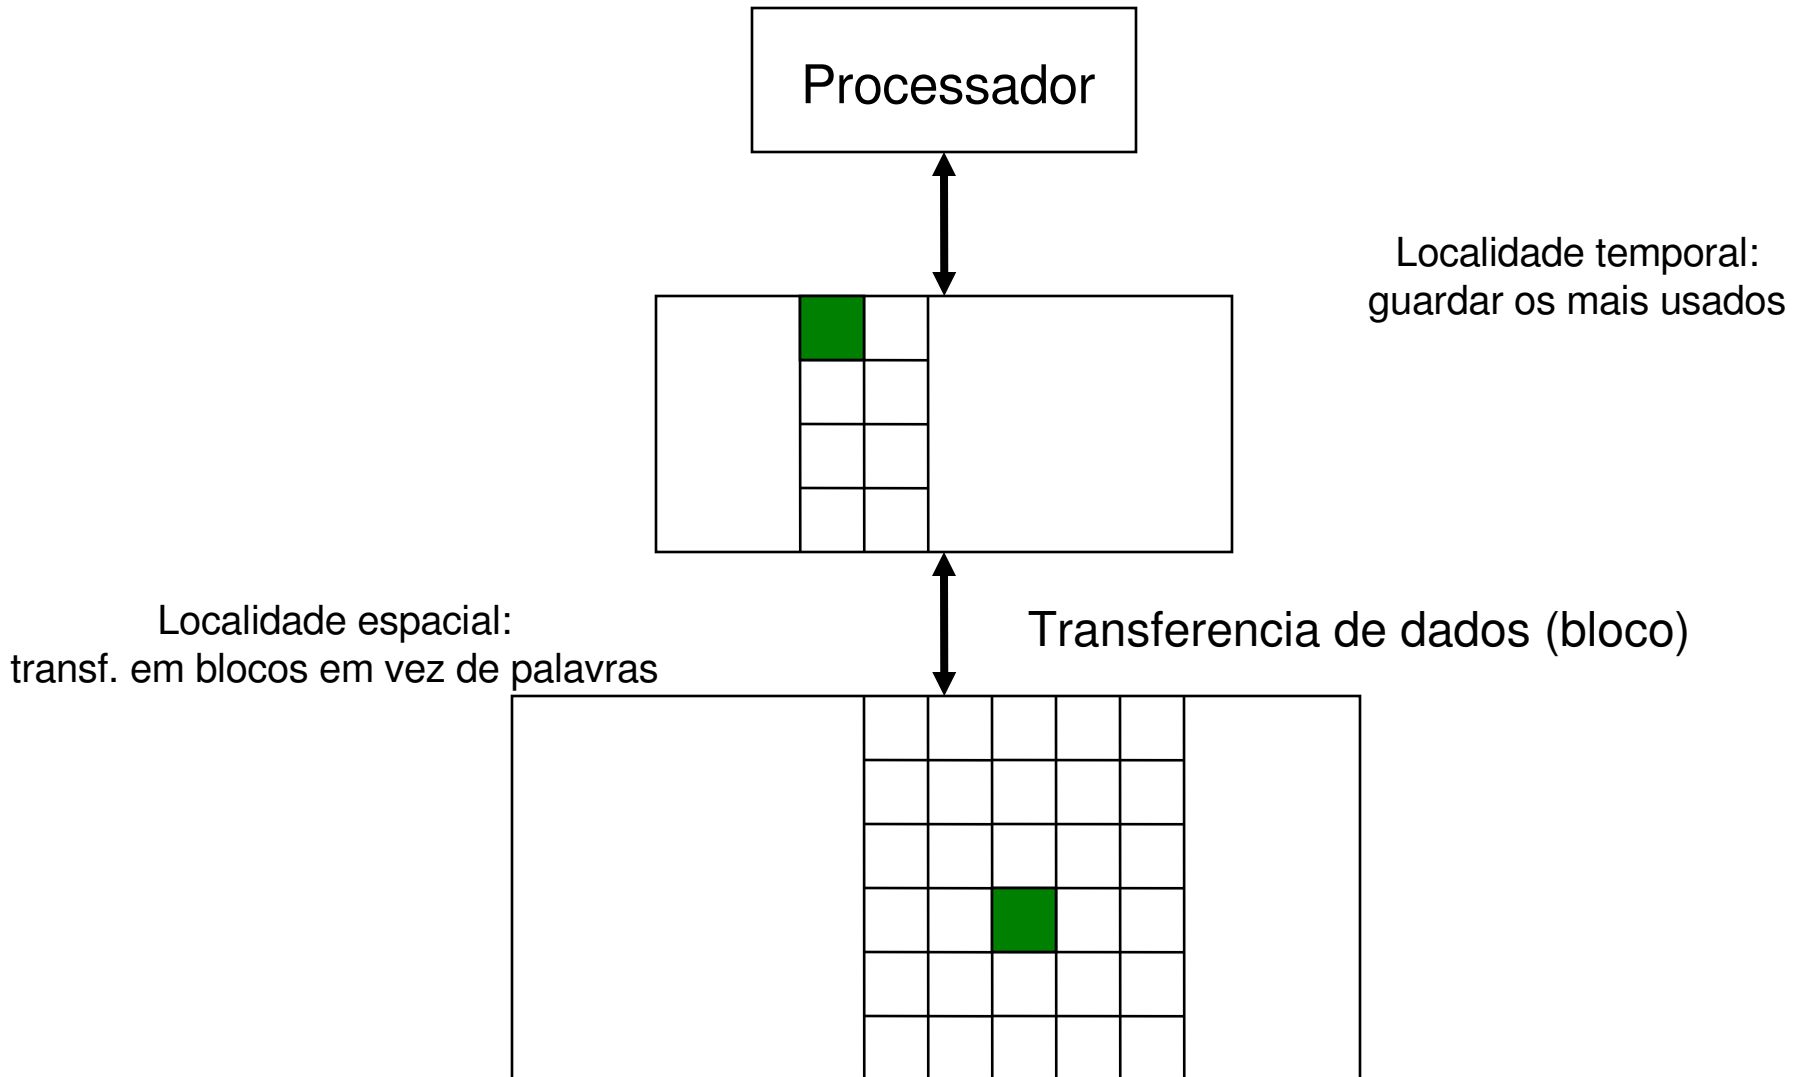 Processador
Localidade temporal:
guardar os mais usados
Localidade espacial:
transf. em blocos em vez de palavras
Transferencia de dados (bloco)